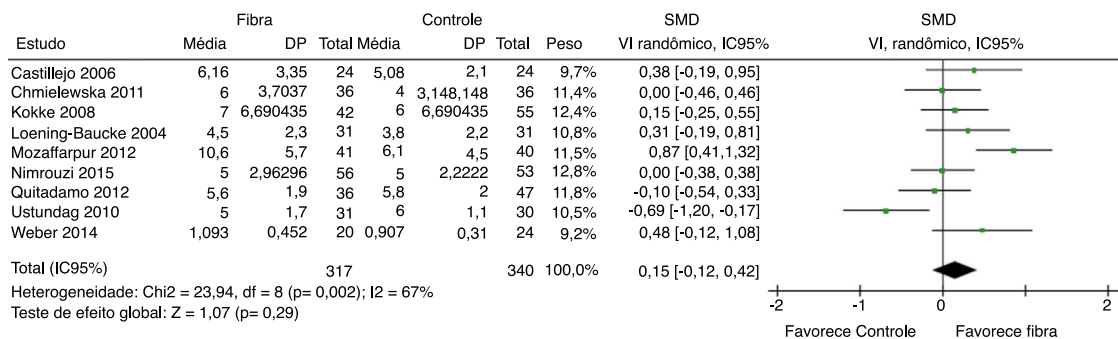 Fibra Controle SMD SMD
Estudo Média DP Total Média DP Total Peso VI randômico, IC95% VI, randômico, IC95%
Castillejo 2006 6,16 3,35 24 5,08 2,1 24 9,7% 0,38 [-0,19, 0,95]
Chmielewska 2011 6 3,7037 36 4 3,148,148 36 11,4% 0,00 [-0,46, 0,46]
Kokke 2008 7 6,690435 42 6 6,690435 55 12,4% 0,15 [-0,25, 0,55]
Loening-Baucke 2004 4,5 2,3 31 3,8 2,2 31 10,8% 0,31 [-0,19, 0,81]
Mozaffarpur 2012 10,6 5,7 41 6,1 4,5 40 11,5% 0,87 [0,41,1,32]
Nimrouzi 2015 5 2,96296 56 5 2,2222 53 12,8% 0,00 [-0,38, 0,38]
Quitadamo 2012 5,6 1,9 36 5,8 2 47 11,8% -0,10 [-0,54, 0,33]
Ustundag 2010 5 1,7 31 6 1,1 30 10,5% -0,69 [-1,20, -0,17]
Weber 2014 1,093 0,452 20 0,907 0,31 24 9,2% 0,48 [-0,12, 1,08]
Total (IC95%) 317 340 100,0% 0,15 [-0,12, 0,42]
Heterogeneidade: Chi2 = 23,94, df = 8 (p= 0,002); I2 = 67%
Teste de efeito global: Z = 1,07 (p= 0,29)
-2 -1 0 1 2
Favorece Controle Favorece fibra